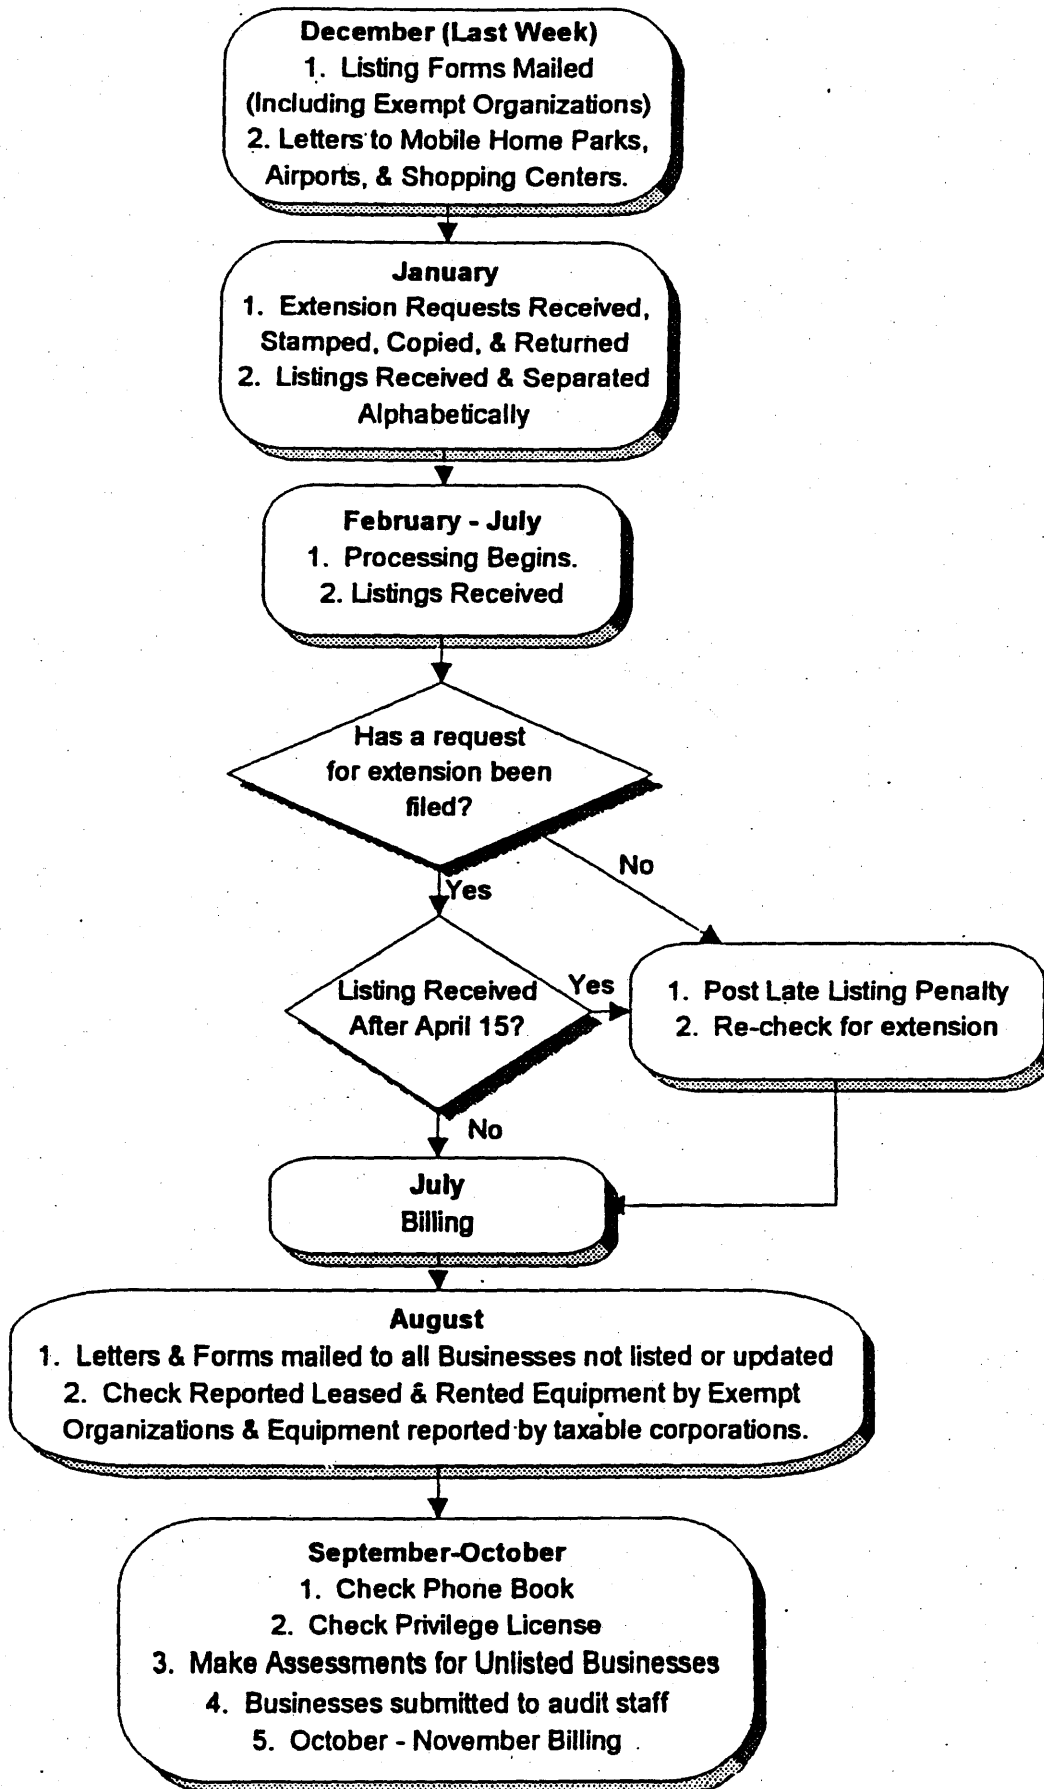 December (Last Week)
1. Listing Forms Mailed
(Including Exempt Organizations)
2. Letters to Mobile Home Parks,
Airports, & Shopping Centers.
January
1. Extension Requests Received,
Stamped, Copied, & Returned
2. Listings Received & Separated
Alphabetically
February - July
1. Processing Begins.
2. Listings Received
Has a request
for extension been
filed?
No
Yes
Listing Received
After April 15?
Yes
1. Post Late Listing Penalty
2. Re-check for extension
No
July
Billing
August
1. Letters & Forms mailed to all Businesses not listed or updated
2. Check Reported Leased & Rented Equipment by Exempt
Organizations & Equipment reported by taxable corporations.
September-October
1. Check Phone Book
2. Check Privilege License
3. Make Assessments for Unlisted Businesses
4. Businesses submitted to audit staff
5. October - November Billing